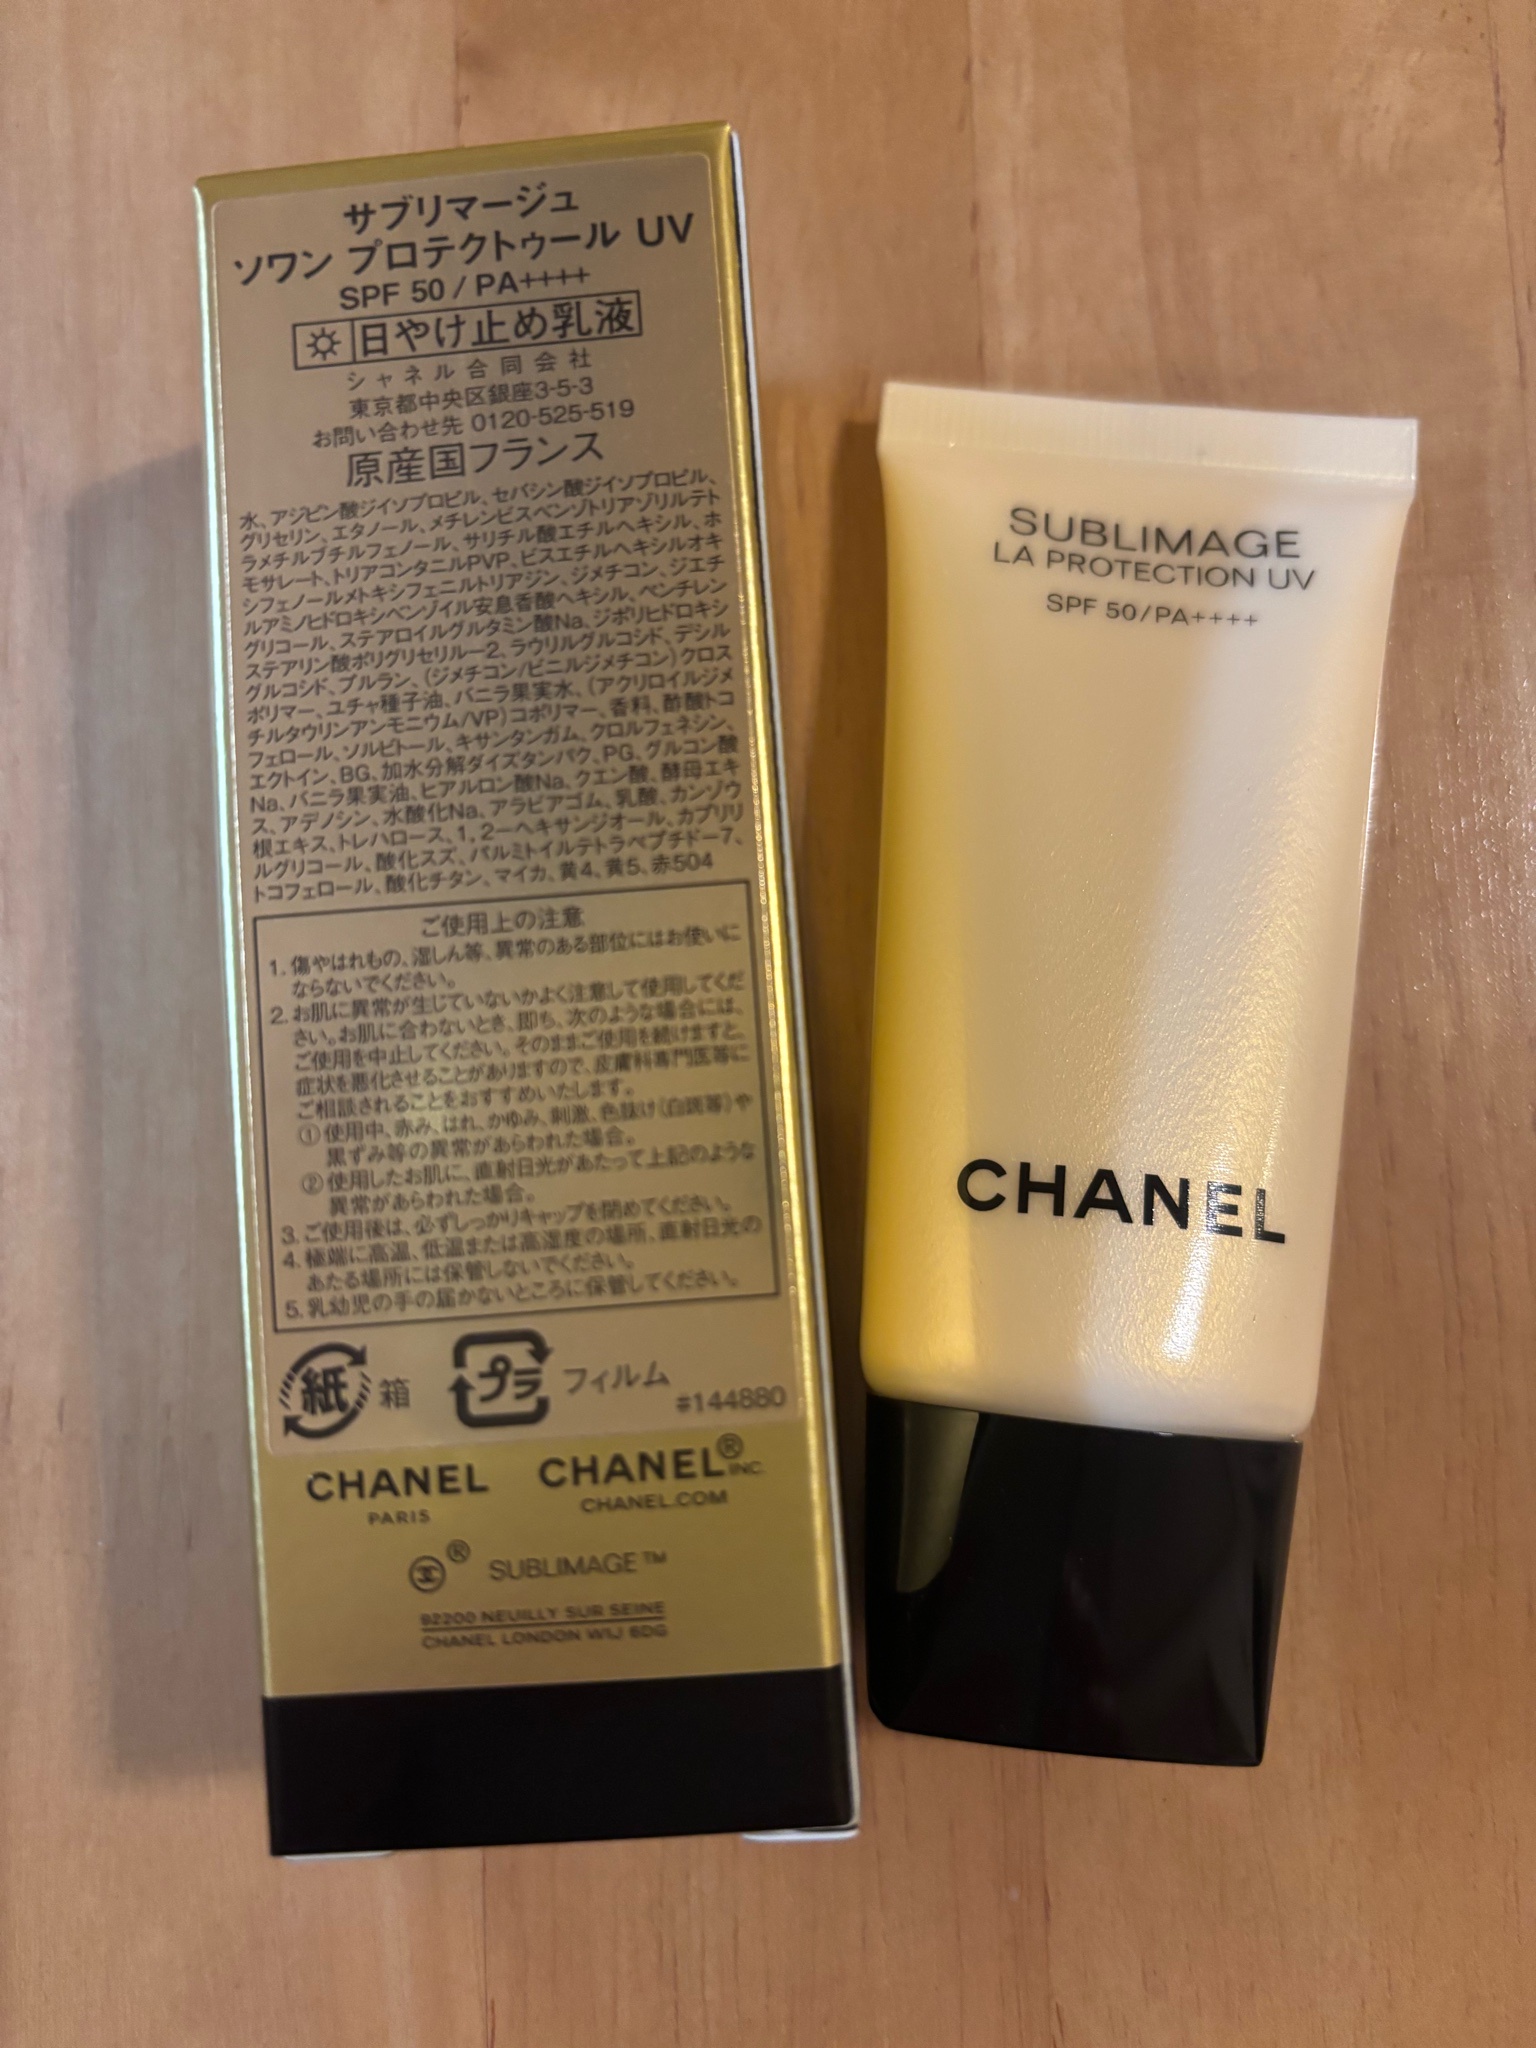 サブリマージュ
ソワン プロテクトゥール UV
SPF 50 / PA++++
日やけ止め乳液
シャネル合同会社
東京都中央区銀座3-5-3
お問い合わせ先 0120-525-519
原産国フランス
水、アジピン酸ジイソプロピル、セバシン酸ジイソプロピル、
グリセリン、エタノール、メチレンビスベンゾトリアゾリルテト
ラメチルブチルフェノール、サリチル酸エチルヘキシル、ホ
モサレート、トリアコンタニルPVP、ビスエチルヘキシルオキ
シフェノールメトキシフェニルトリアジン、ジメチコン、ジエチ
ルアミノヒドロキシベンゾイル安息香酸ヘキシル、ペンチレン
グリコール、ステアロイルグルタミン酸Na、ジポリヒドロキシ
ステアリン酸ポリグリセリル－2、ラウリルグルコシド、デシル
グルコシド、プルラン、(ジメチコン/ビニルジメチコン)クロス
ポリマー、ユチャ種子油、バニラ果実水、(アクリロイルジメ
チルタウリンアンモニウム/VP)コポリマー、香料、酢酸トコ
フェロール、ソルビトール、キサンタンガム、クロルフェネシン、
エクトイン、BG、加水分解ダイズタンパク、PG、グルコン酸
Na、バニラ果実油、ヒアルロン酸Na、クエン酸、酵母エキ
ス、アデノシン、水酸化Na、アラビアゴム、乳酸、カンゾウ
根エキス、トレハロース、1，2－ヘキサンジオール、カプリリ
ルグリコール、酸化スズ、パルミトイルテトラペプチド－7、
トコフェロール、酸化チタン、マイカ、黄4、黄5、赤504
ご使用上の注意
1. 傷やはれもの、湿しん等、異常のある部位にはお使いに
ならないでください。
2. お肌に異常が生じていないかよく注意して使用してくだ
さい。お肌に合わないとき、即ち、次のような場合には、
ご使用を中止してください。そのままご使用を続けますと、
症状を悪化させることがありますので、皮膚科専門医等に
ご相談されることをおすすめいたします。
① 使用中、赤み、はれ、かゆみ、刺激、色抜け(白斑等)や
黒ずみ等の異常があらわれた場合。
② 使用したお肌に、直射日光があたって上記のような
異常があらわれた場合。
3. ご使用後は、必ずしっかりキャップを閉めてください。
4. 極端に高温、低温または高湿度の場所、直射日光の
あたる場所には保管しないでください。
5. 乳幼児の手の届かないところに保管してください。
紙 箱 プラ フィルム
#144880
CHANEL CHANEL® INC.
PARIS CHANEL.COM
® SUBLIMAGE™
92200 NEUILLY SUR SEINE
CHANEL LONDON W1J 6DG
SUBLIMAGE
LA PROTECTION UV
SPF 50/PA++++
CHANEL